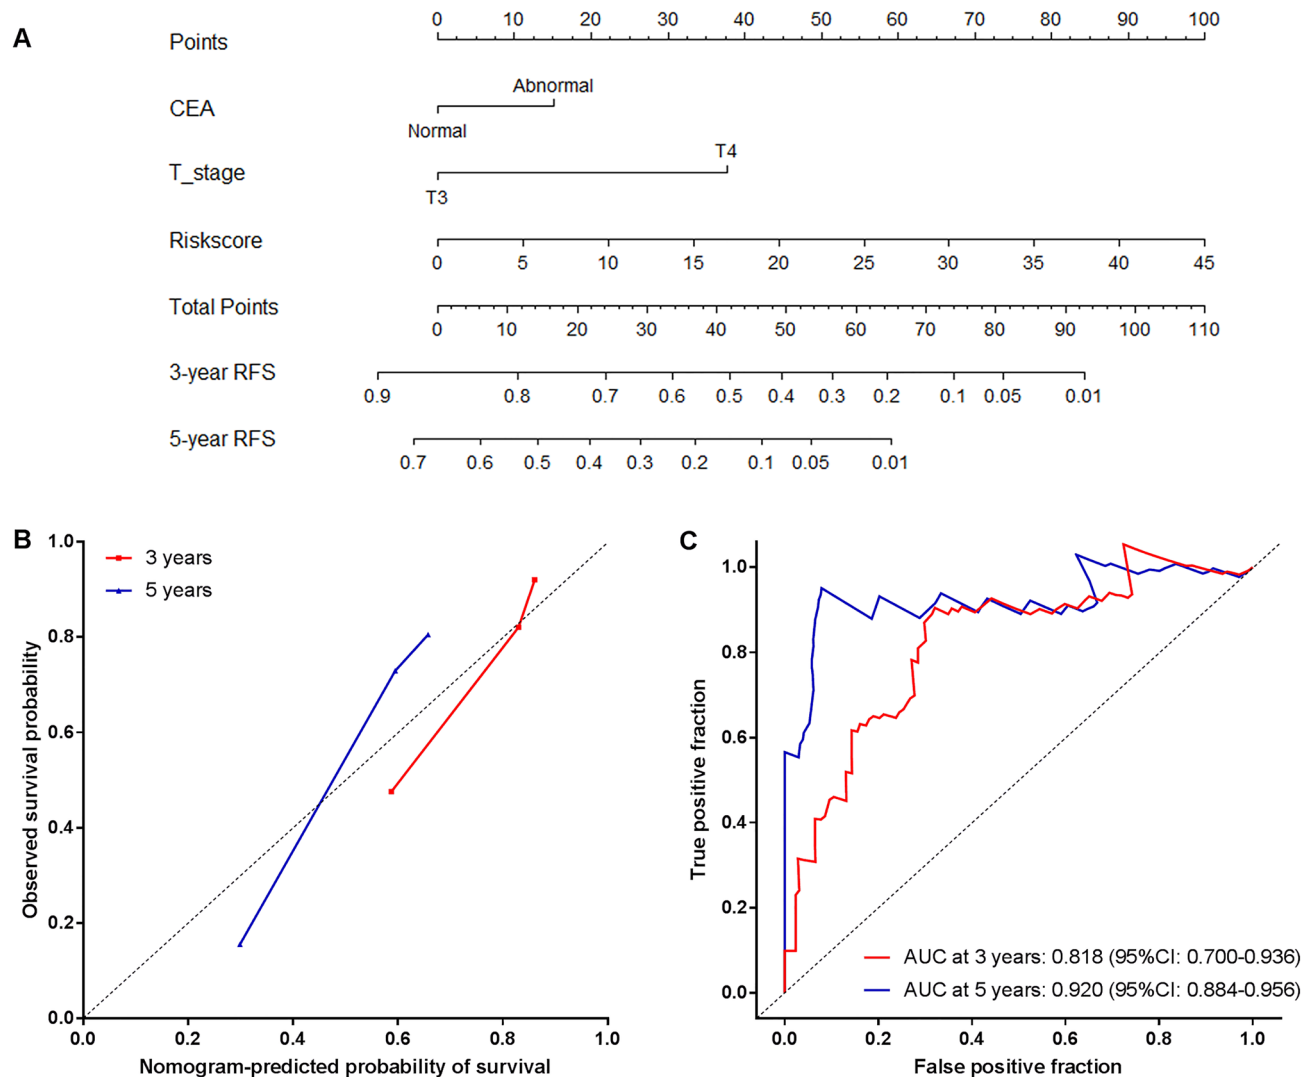 A
Points
0 10 20 30 40 50 60 70 80 90 100
CEA
Abnormal
Normal
T_stage
T4
T3
Riskscore
0 5 10 15 20 25 30 35 40 45
Total Points
0 10 20 30 40 50 60 70 80 90 100 110
3-year RFS
0.9 0.8 0.7 0.6 0.5 0.4 0.3 0.2 0.1 0.05 0.01
5-year RFS
0.7 0.6 0.5 0.4 0.3 0.2 0.1 0.05 0.01
B
3 years
5 years
Observed survival probability
1.0
0.8
0.6
0.4
0.2
0.0
0.0 0.2 0.4 0.6 0.8 1.0
Nomogram-predicted probability of survival
C
True positive fraction
1.0
0.8
0.6
0.4
0.2
0.0
AUC at 3 years: 0.818 (95%CI: 0.700-0.936)
AUC at 5 years: 0.920 (95%CI: 0.884-0.956)
0.0 0.2 0.4 0.6 0.8 1.0
False positive fraction